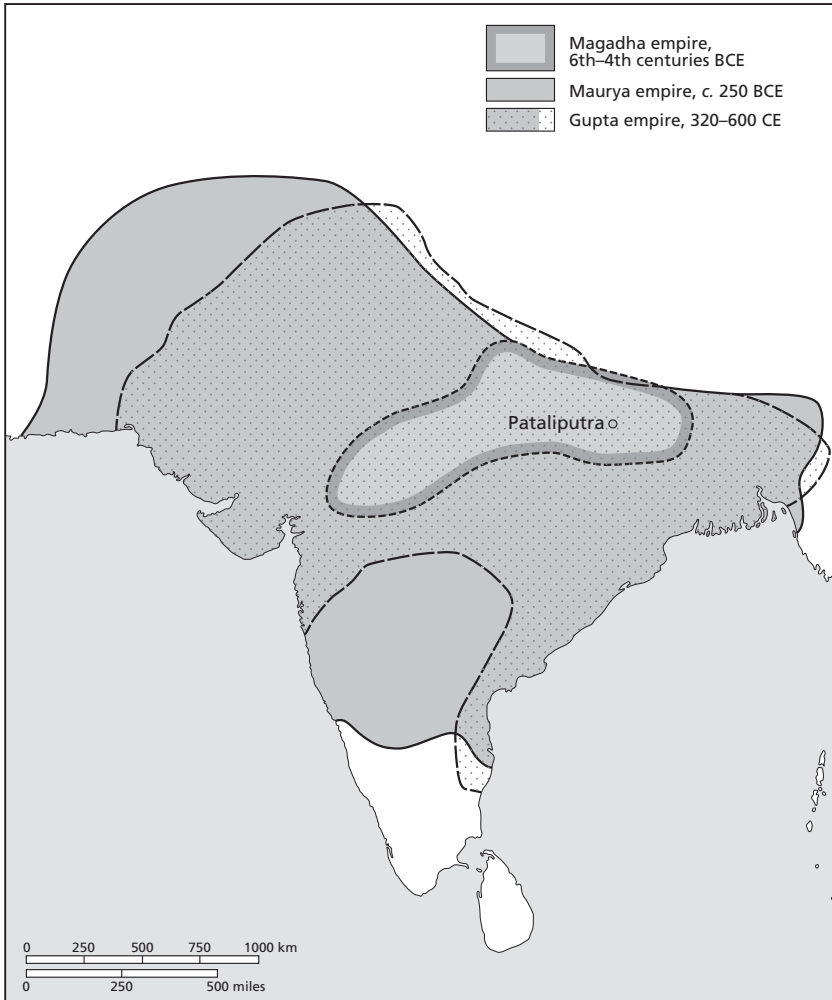 Magadha empire,
6th–4th centuries BCE
Maurya empire, c. 250 BCE
Gupta empire, 320–600 CE
Pataliputra
0 250 500 750 1000 km
0 250 500 miles